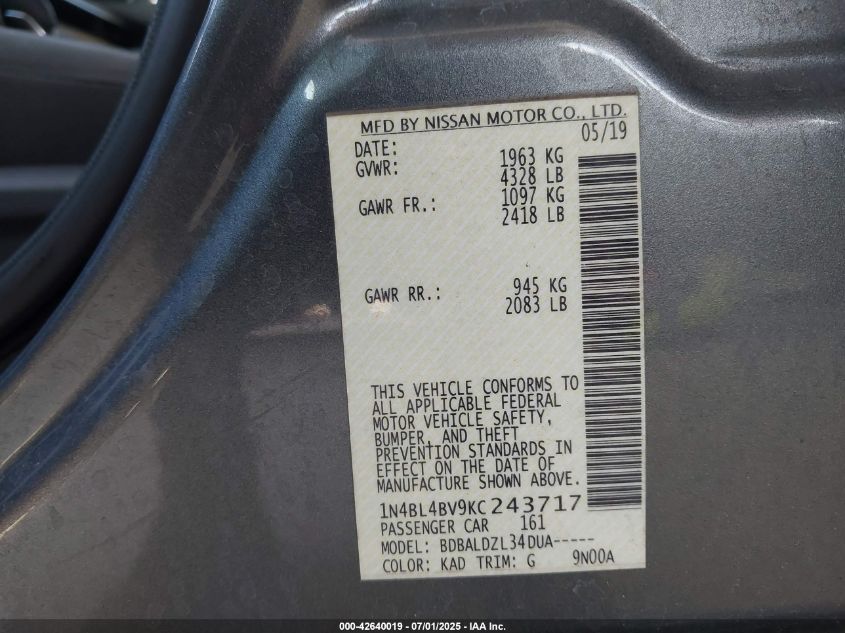 MFD BY NISSAN MOTOR CO., LTD.
DATE: 05/19
GVWR: 1963 KG
4328 LB
GAWR FR.: 1097 KG
2418 LB
GAWR RR.: 945 KG
2083 LB
THIS VEHICLE CONFORMS TO
ALL APPLICABLE FEDERAL
MOTOR VEHICLE SAFETY,
BUMPER, AND THEFT
PREVENTION STANDARDS IN
EFFECT ON THE DATE OF
MANUFACTURE SHOWN ABOVE.
1N4BL4BV9KC243717
PASSENGER CAR 161
MODEL: BDBALDZL34DUA-----
COLOR: KAD TRIM: G 9N00A
000-42640019 - 07/01/2025 - IAA Inc.